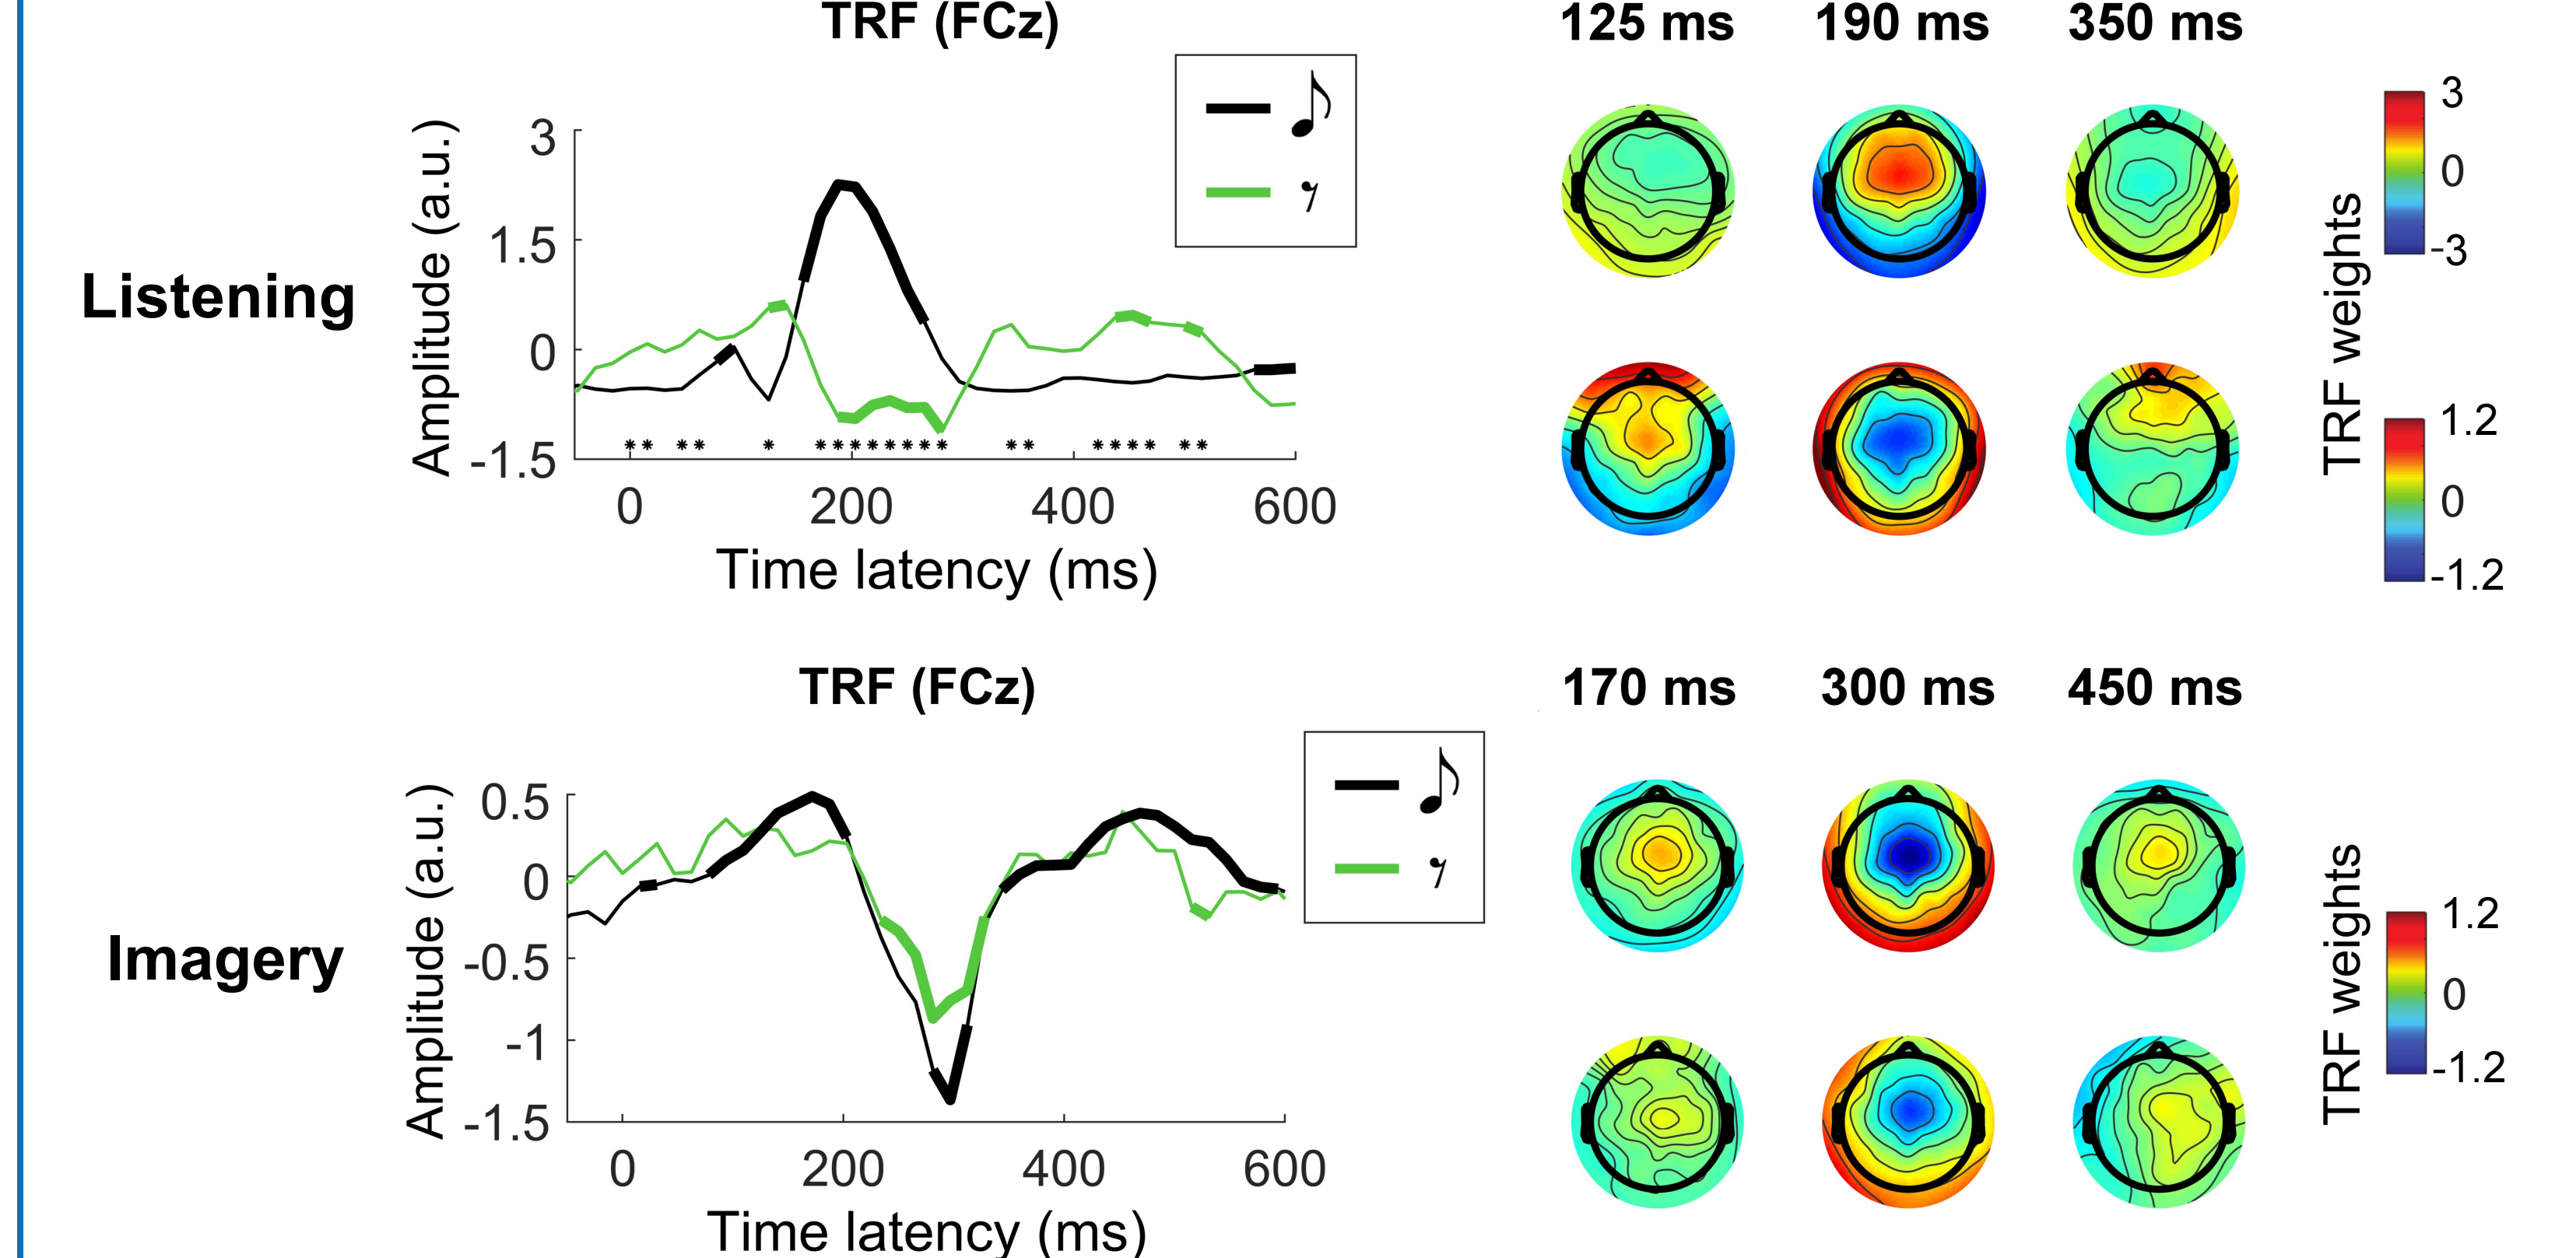 TRF (FCz)
125 ms 190 ms 350 ms
Listening
Amplitude (a.u.)
3
1.5
0
-1.5
0 200 400 600
Time latency (ms)
* * * * * * * * * * * * * * * * * * * * * *
TRF weights
3
0
-3
1.2
0
-1.2
TRF (FCz)
170 ms 300 ms 450 ms
Imagery
Amplitude (a.u.)
0.5
0
-0.5
-1
-1.5
0 200 400 600
Time latency (ms)
TRF weights
1.2
0
-1.2